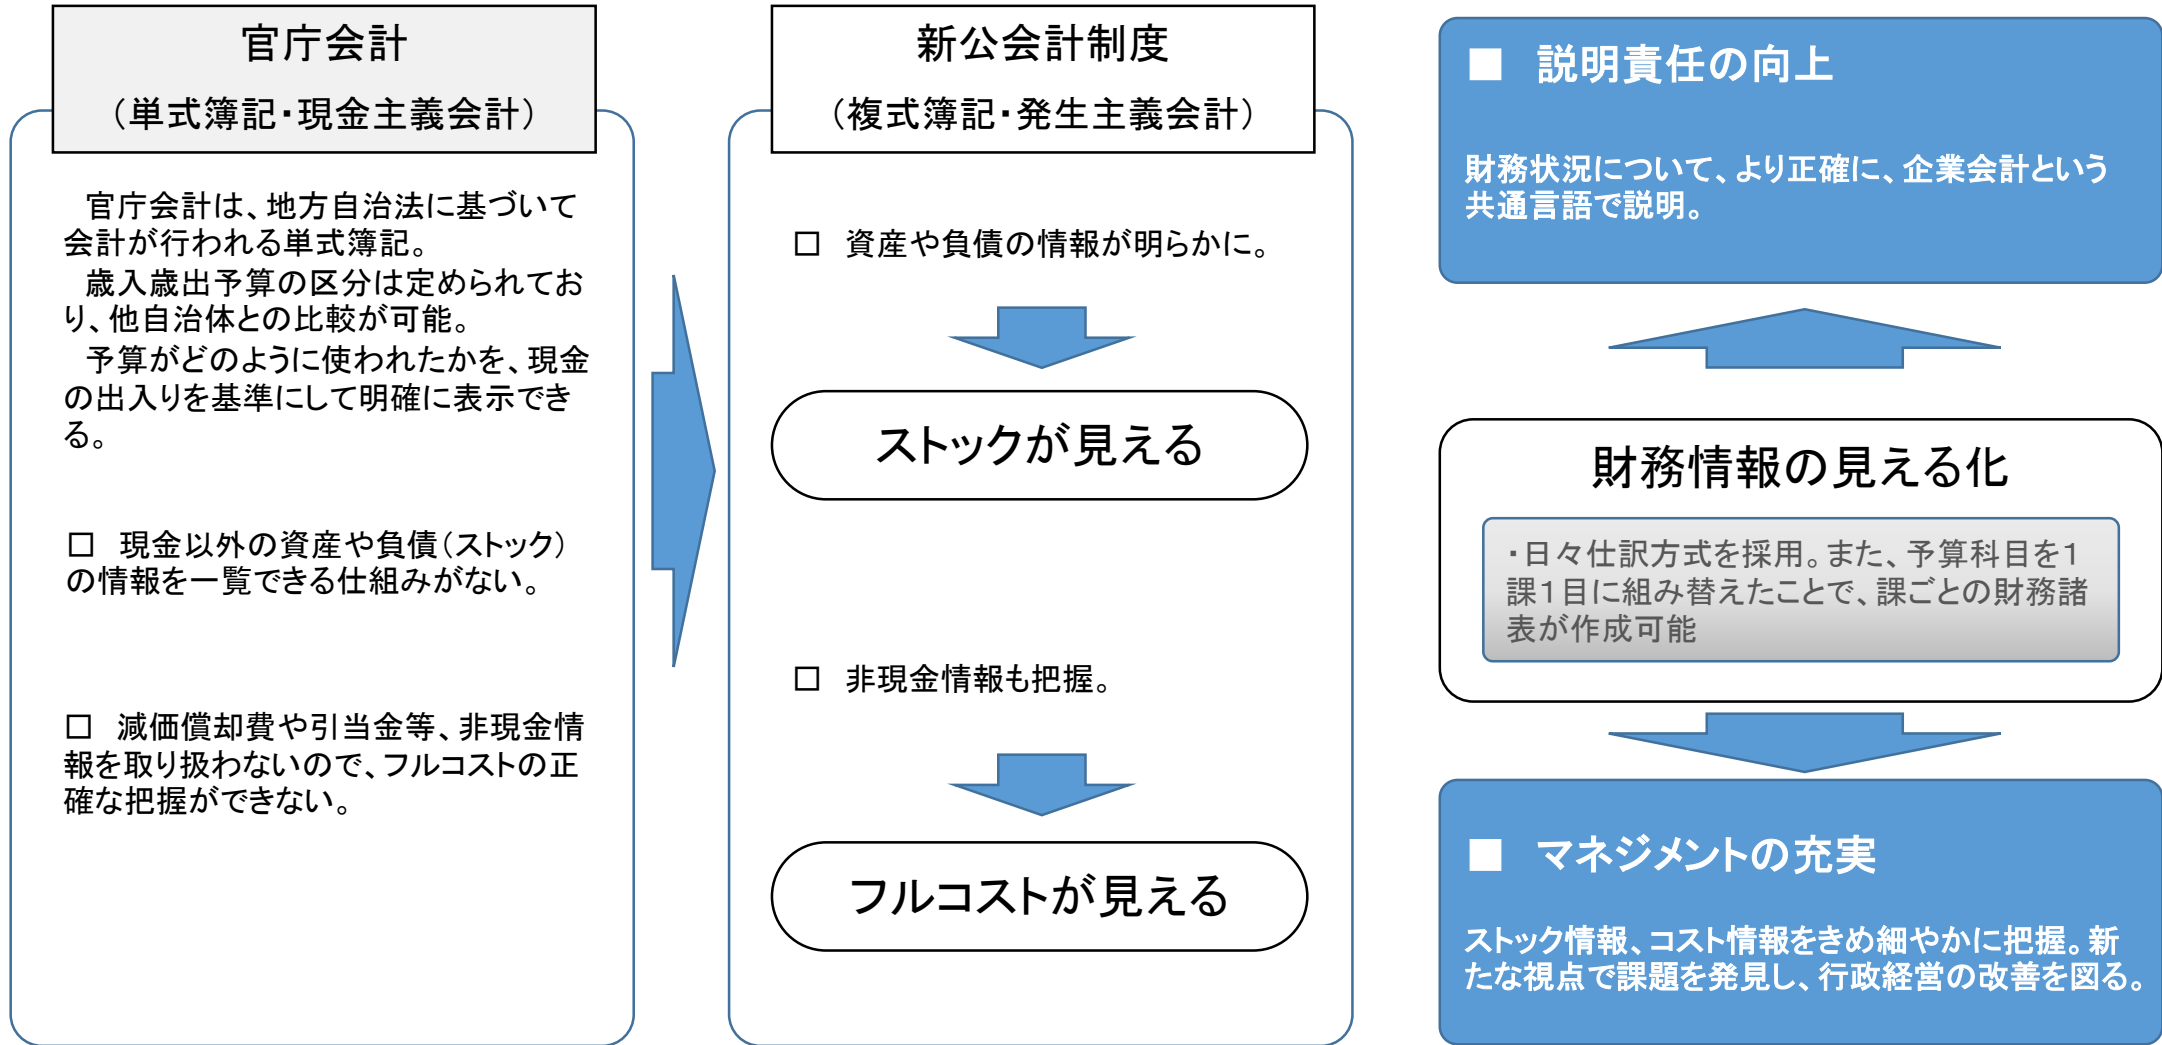 官庁会計
（単式簿記・現金主義会計）
官庁会計は、地方自治法に基づいて
会計が行われる単式簿記。
歳入歳出予算の区分は定められてお
り、他自治体との比較が可能。
予算がどのように使われたかを、現金
の出入りを基準にして明確に表示でき
る。
□ 現金以外の資産や負債（ストック）
の情報を一覧できる仕組みがない。
□ 減価償却費や引当金等、非現金情
報を取り扱わないので、フルコストの正
確な把握ができない。
新公会計制度
（複式簿記・発生主義会計）
□ 資産や負債の情報が明らかに。
ストックが見える
□ 非現金情報も把握。
フルコストが見える
■ 説明責任の向上
財務状況について、より正確に、企業会計という
共通言語で説明。
財務情報の見える化
・日々仕訳方式を採用。また、予算科目を１
課１目に組み替えたことで、課ごとの財務諸
表が作成可能
■ マネジメントの充実
ストック情報、コスト情報をきめ細やかに把握。新
たな視点で課題を発見し、行政経営の改善を図る。